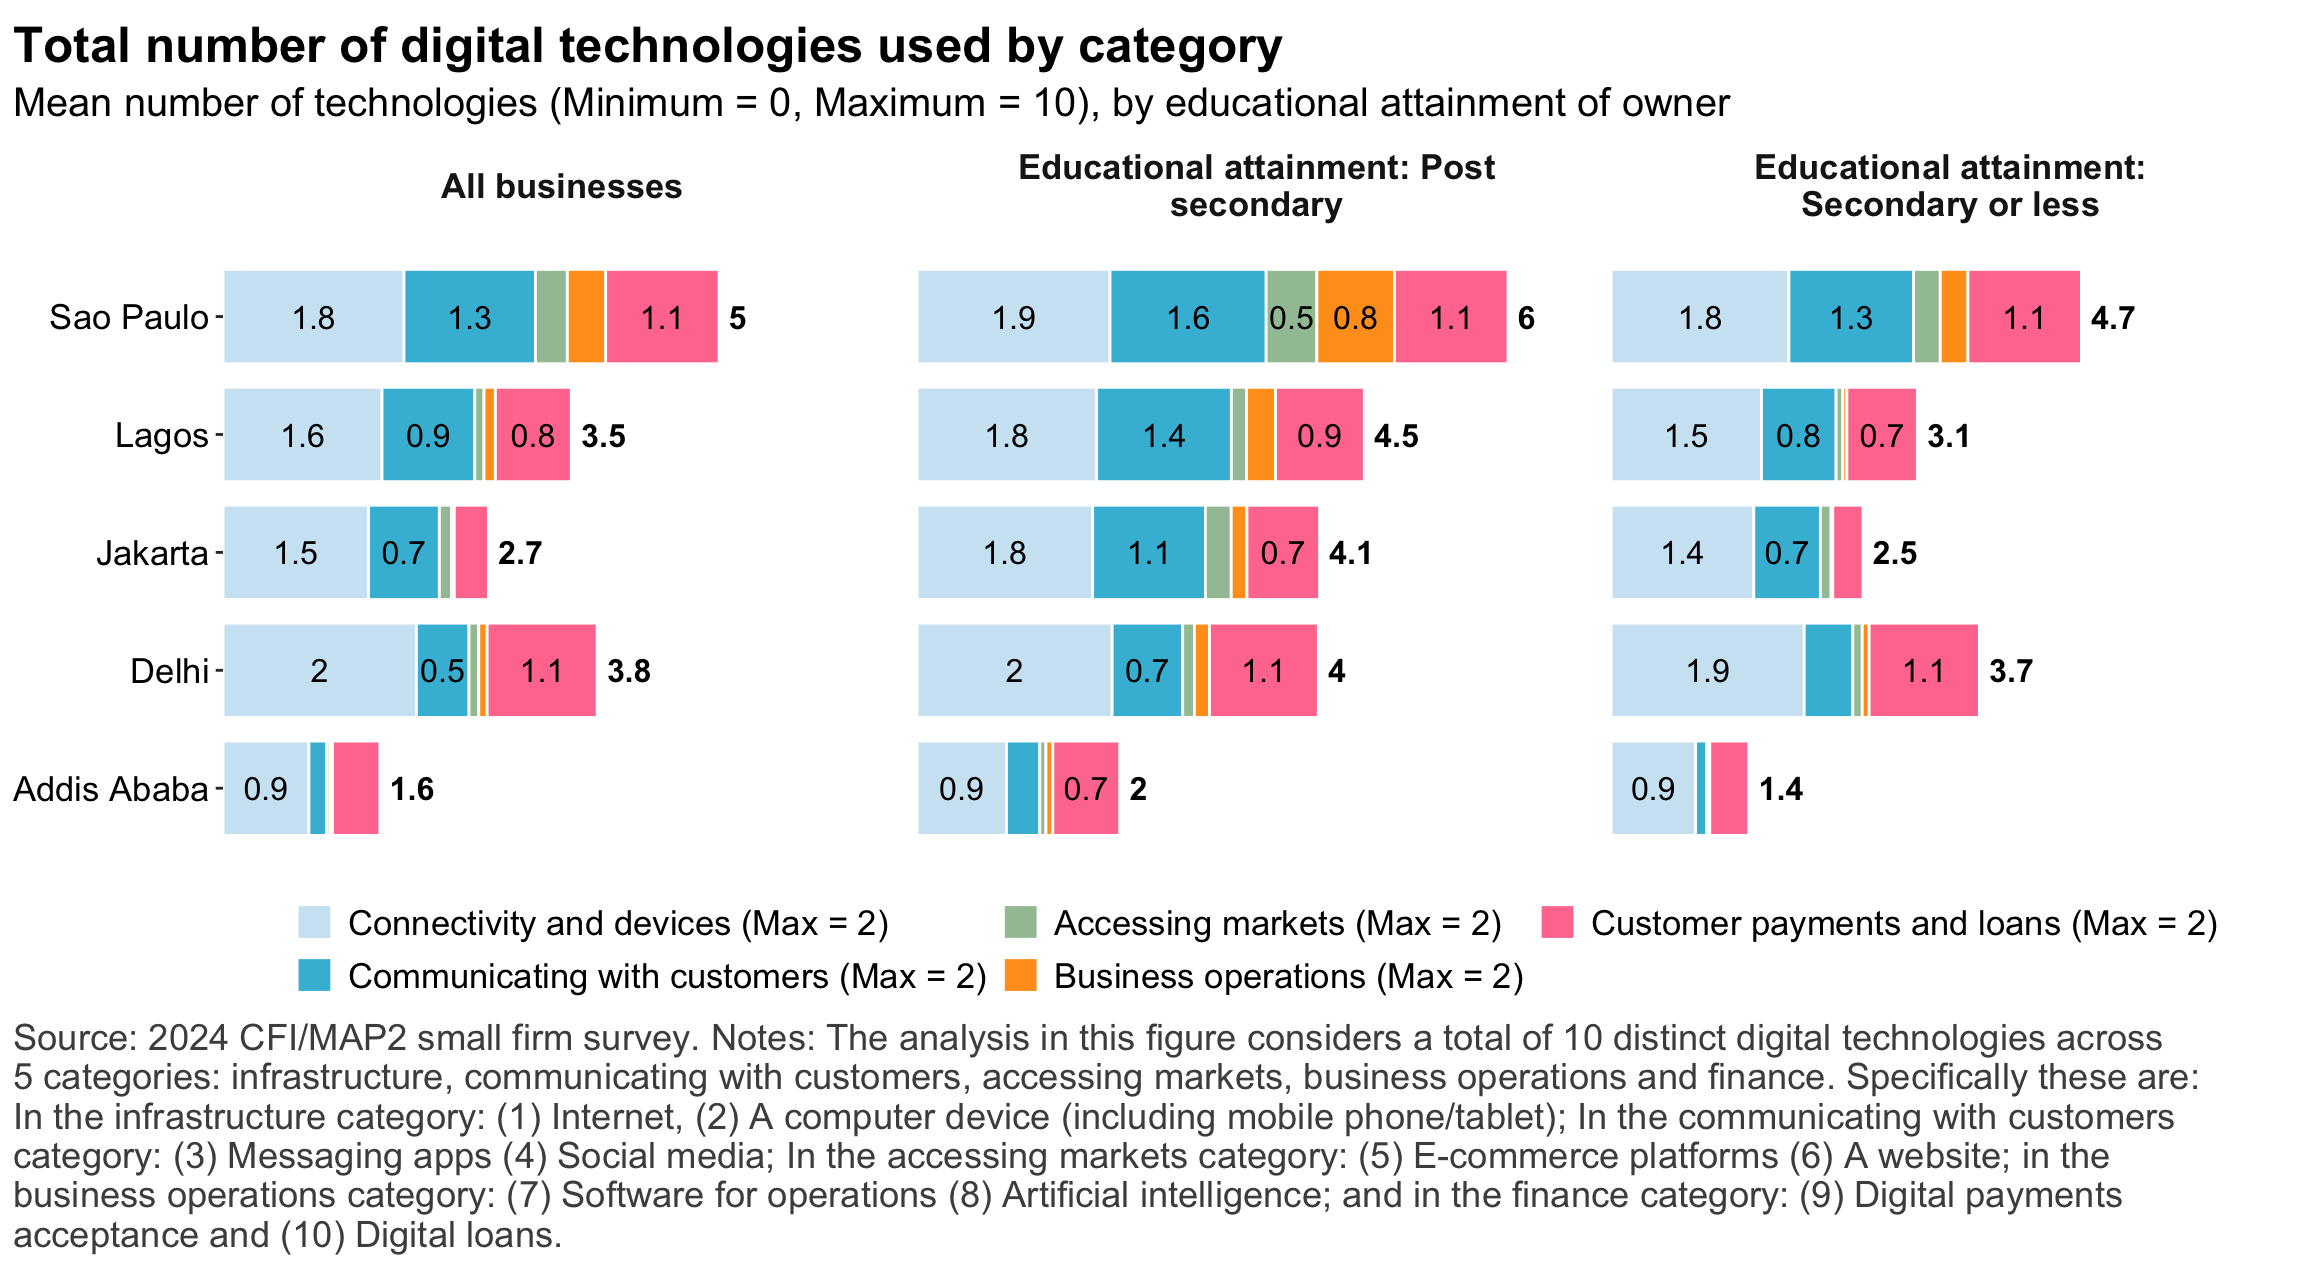 Total number of digital technologies used by category
Mean number of technologies (Minimum = 0, Maximum = 10), by educational attainment of owner
All businesses
Educational attainment: Post
secondary
Educational attainment:
Secondary or less
Sao Paulo 1.8 1.3 1.1 5 1.9 1.6 0.5 0.8 1.1 6 1.8 1.3 1.1 4.7
Lagos 1.6 0.9 0.8 3.5 1.8 1.4 0.9 4.5 1.5 0.8 0.7 3.1
Jakarta 1.5 0.7 2.7 1.8 1.1 0.7 4.1 1.4 0.7 2.5
Delhi 2 0.5 1.1 3.8 2 0.7 1.1 4 1.9 1.1 3.7
Addis Ababa 0.9 1.6 0.9 0.7 2 0.9 1.4
Connectivity and devices (Max = 2) Accessing markets (Max = 2) Customer payments and loans (Max = 2)
Communicating with customers (Max = 2) Business operations (Max = 2)
Source: 2024 CFI/MAP2 small firm survey. Notes: The analysis in this figure considers a total of 10 distinct digital technologies across
5 categories: infrastructure, communicating with customers, accessing markets, business operations and finance. Specifically these are:
In the infrastructure category: (1) Internet, (2) A computer device (including mobile phone/tablet); In the communicating with customers
category: (3) Messaging apps (4) Social media; In the accessing markets category: (5) E-commerce platforms (6) A website; in the
business operations category: (7) Software for operations (8) Artificial intelligence; and in the finance category: (9) Digital payments
acceptance and (10) Digital loans.